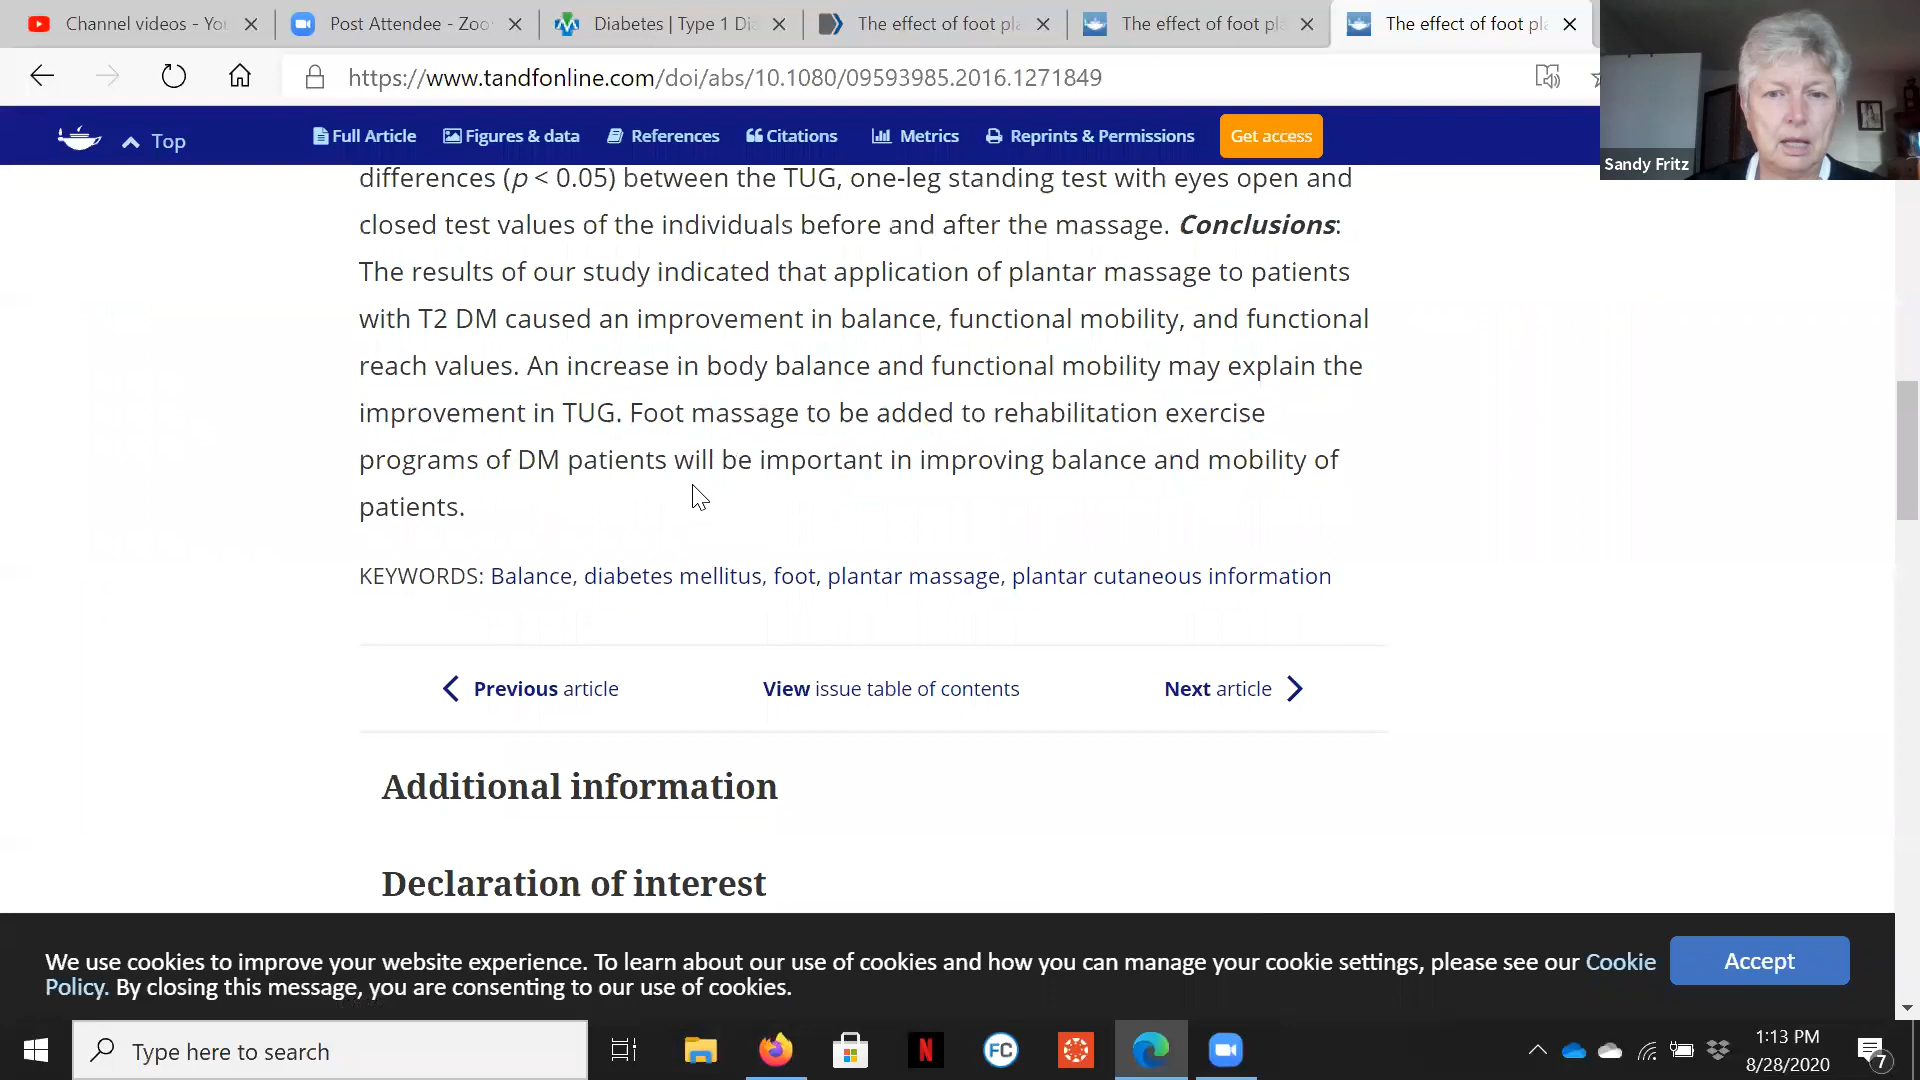 Channel videos - Yo
Post Attendee - Zoo
Diabetes | Type 1 Di
The effect of foot pl
The effect of foot pl
The effect of foot pl
https://www.tandfonline.com/doi/abs/10.1080/09593985.2016.1271849
Top
Full Article
Figures & data
References
Citations
Metrics
Reprints & Permissions
Get access
Sandy Fritz
differences (p < 0.05) between the TUG, one-leg standing test with eyes open and
closed test values of the individuals before and after the massage. Conclusions:
The results of our study indicated that application of plantar massage to patients
with T2 DM caused an improvement in balance, functional mobility, and functional
reach values. An increase in body balance and functional mobility may explain the
improvement in TUG. Foot massage to be added to rehabilitation exercise
programs of DM patients will be important in improving balance and mobility of
patients.
KEYWORDS: Balance, diabetes mellitus, foot, plantar massage, plantar cutaneous information
Previous article
View issue table of contents
Next article
Additional information
Declaration of interest
We use cookies to improve your website experience. To learn about our use of cookies and how you can manage your cookie settings, please see our Cookie
Policy. By closing this message, you are consenting to our use of cookies.
Accept
Type here to search
N
FC
1:13 PM
8/28/2020
7